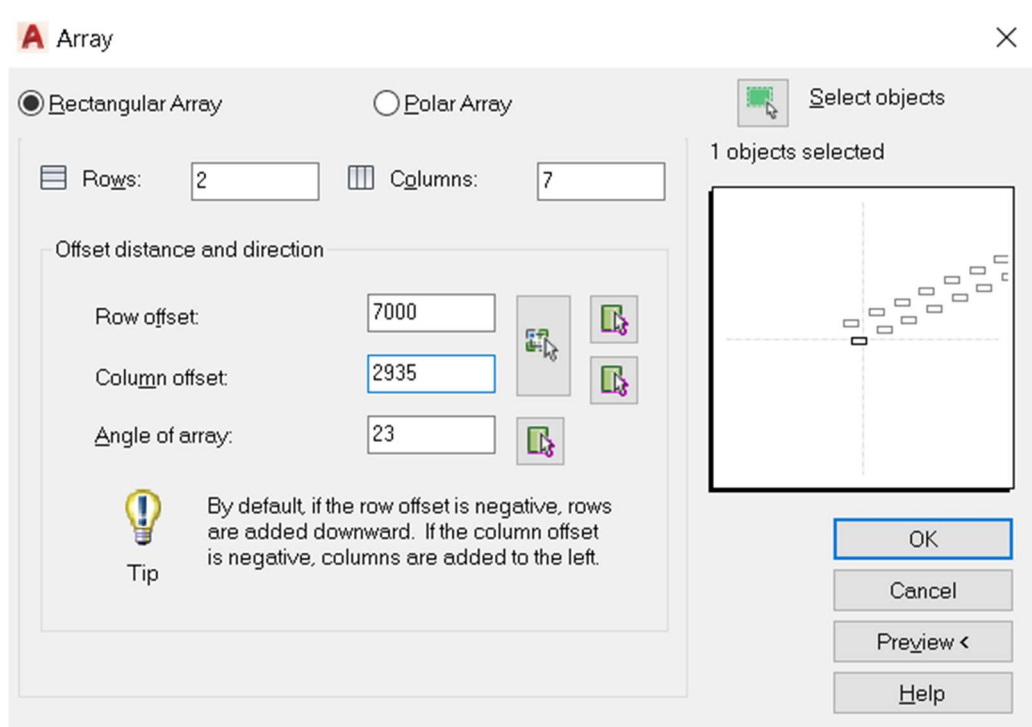 A Array
Rectangular Array
Polar Array
Select objects
1 objects selected
Rows: 2
Columns: 7
Offset distance and direction
Row offset: 7000
Column offset: 2935
Angle of array: 23
Tip
By default, if the row offset is negative, rows
are added downward. If the column offset
is negative, columns are added to the left.
OK
Cancel
Preview <
Help